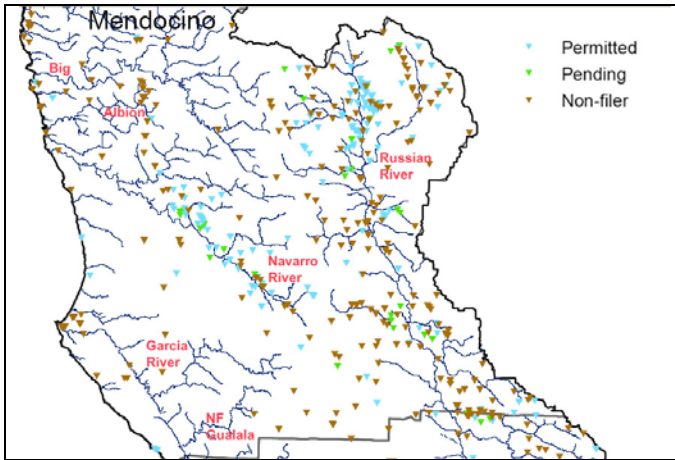 Mendocino
Permitted
Pending
Non-filer
Big
Albion
Russian
River
Navarro
River
Garcia
River
NF
Gualala